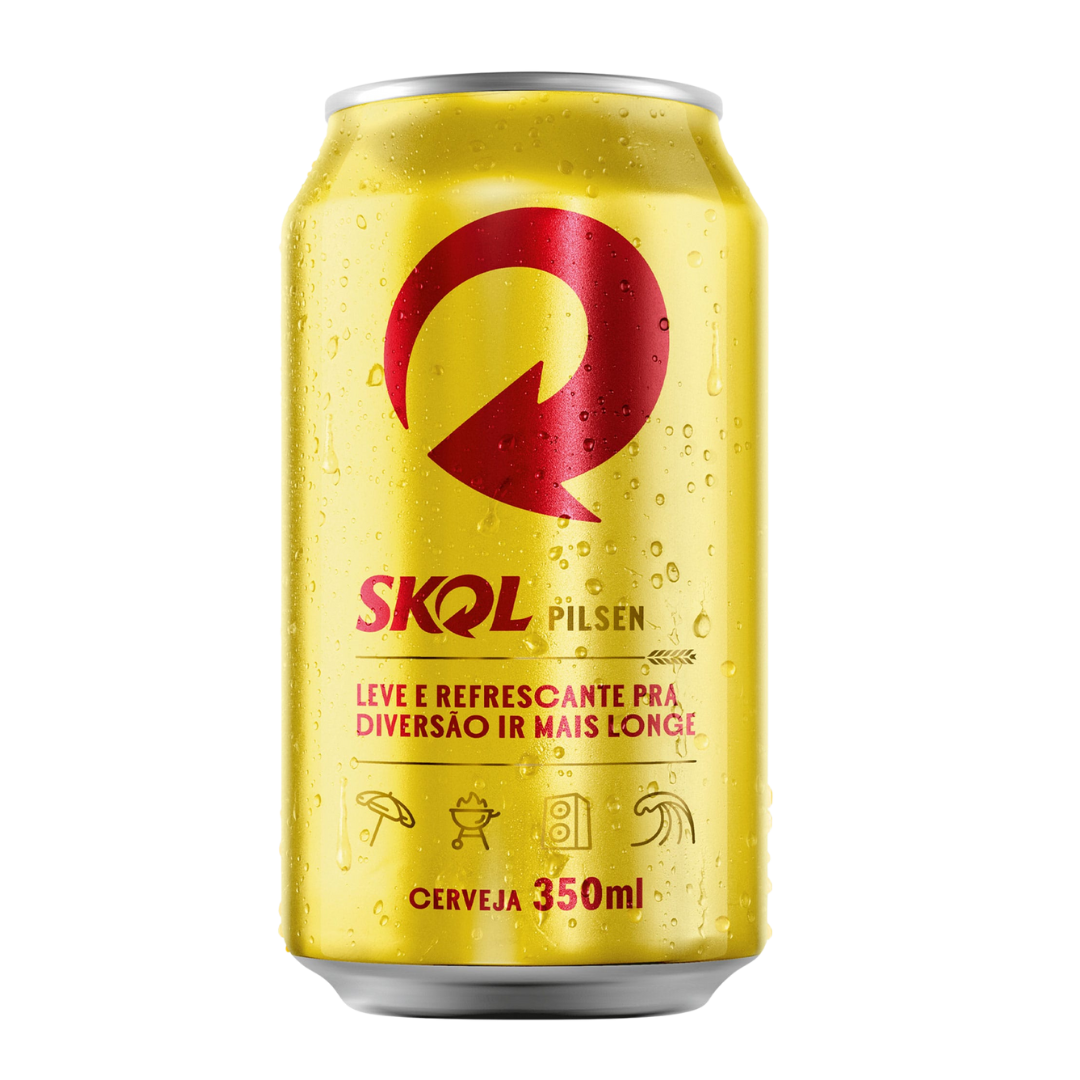 SKOL PILSEN
LEVE E REFRESCANTE PRA
DIVERSÃO IR MAIS LONGE
CERVEJA 350ml